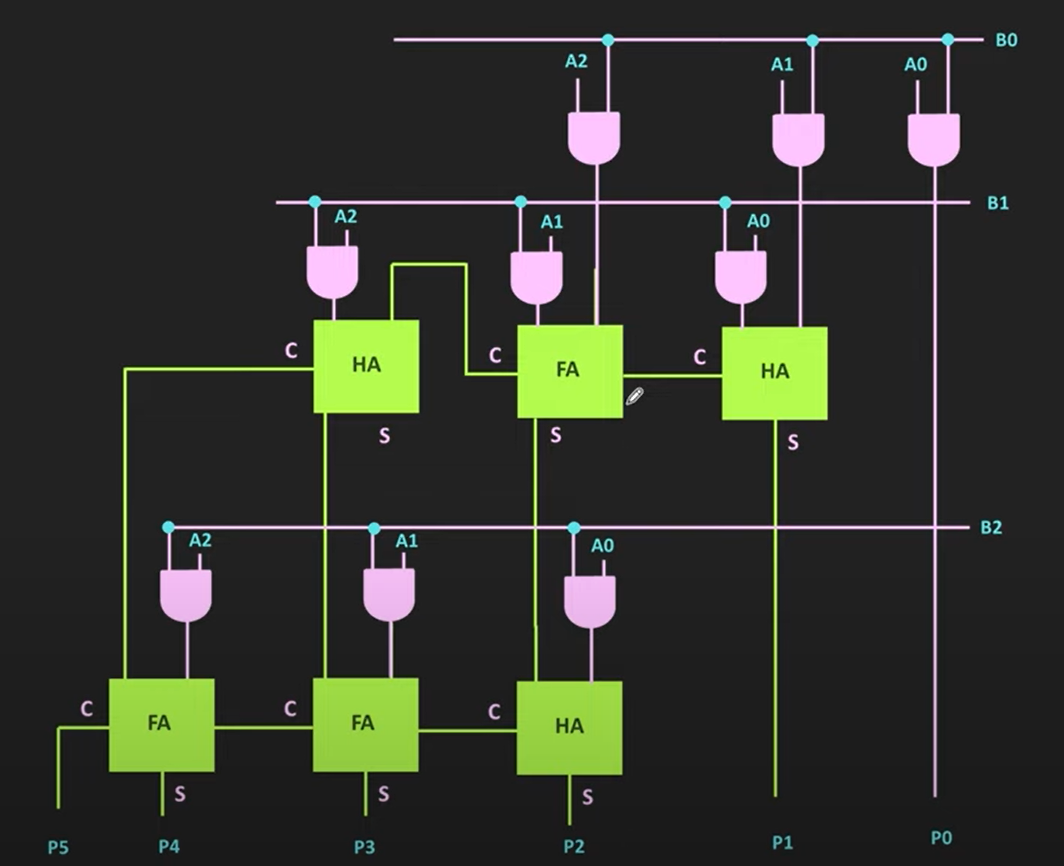 B0
A2 A1 A0
B1
A2 A1 A0
C HA C FA C HA
S S S
B2
A2 A1 A0
C FA C FA C HA
S S S
P5 P4 P3 P2 P1 P0